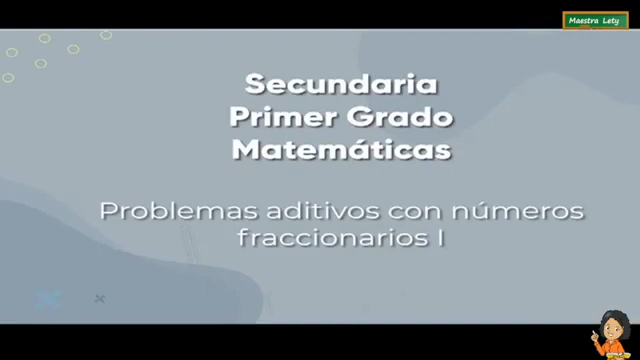 Maestra Lety
Secundaria
Primer Grado
Matemáticas
Problemas aditivos con números
fraccionarios I